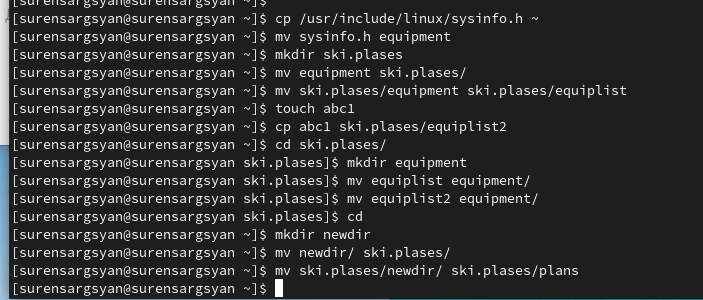 [surensargsyan@surensargsyan ~]$
[surensargsyan@surensargsyan ~]$ cp /usr/include/linux/sysinfo.h ~
[surensargsyan@surensargsyan ~]$ mv sysinfo.h equipment
[surensargsyan@surensargsyan ~]$ mkdir ski.plases
[surensargsyan@surensargsyan ~]$ mv equipment ski.plases/
[surensargsyan@surensargsyan ~]$ mv ski.plases/equipment ski.plases/equiplist
[surensargsyan@surensargsyan ~]$ touch abc1
[surensargsyan@surensargsyan ~]$ cp abc1 ski.plases/equiplist2
[surensargsyan@surensargsyan ~]$ cd ski.plases/
[surensargsyan@surensargsyan ski.plases]$ mkdir equipment
[surensargsyan@surensargsyan ski.plases]$ mv equiplist equipment/
[surensargsyan@surensargsyan ski.plases]$ mv equiplist2 equipment/
[surensargsyan@surensargsyan ski.plases]$ cd
[surensargsyan@surensargsyan ~]$ mkdir newdir
[surensargsyan@surensargsyan ~]$ mv newdir/ ski.plases/
[surensargsyan@surensargsyan ~]$ mv ski.plases/newdir/ ski.plases/plans
[surensargsyan@surensargsyan ~]$